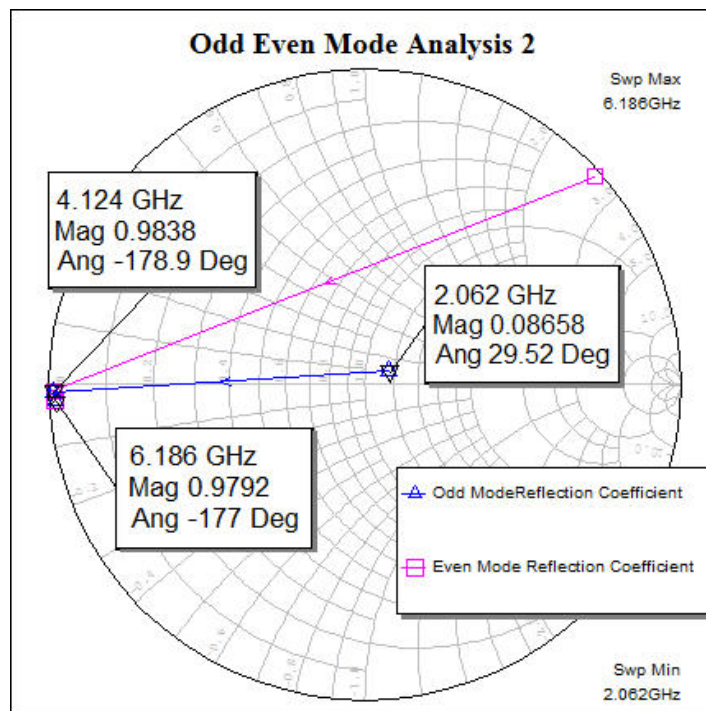 Odd Even Mode Analysis 2
Swp Max
6.186GHz
4.124 GHz
Mag 0.9838
Ang -178.9 Deg
2.062 GHz
Mag 0.08658
Ang 29.52 Deg
6.186 GHz
Mag 0.9792
Ang -177 Deg
Odd ModeReflection Coefficient
Even Mode Reflection Coefficient
Swp Min
2.062GHz